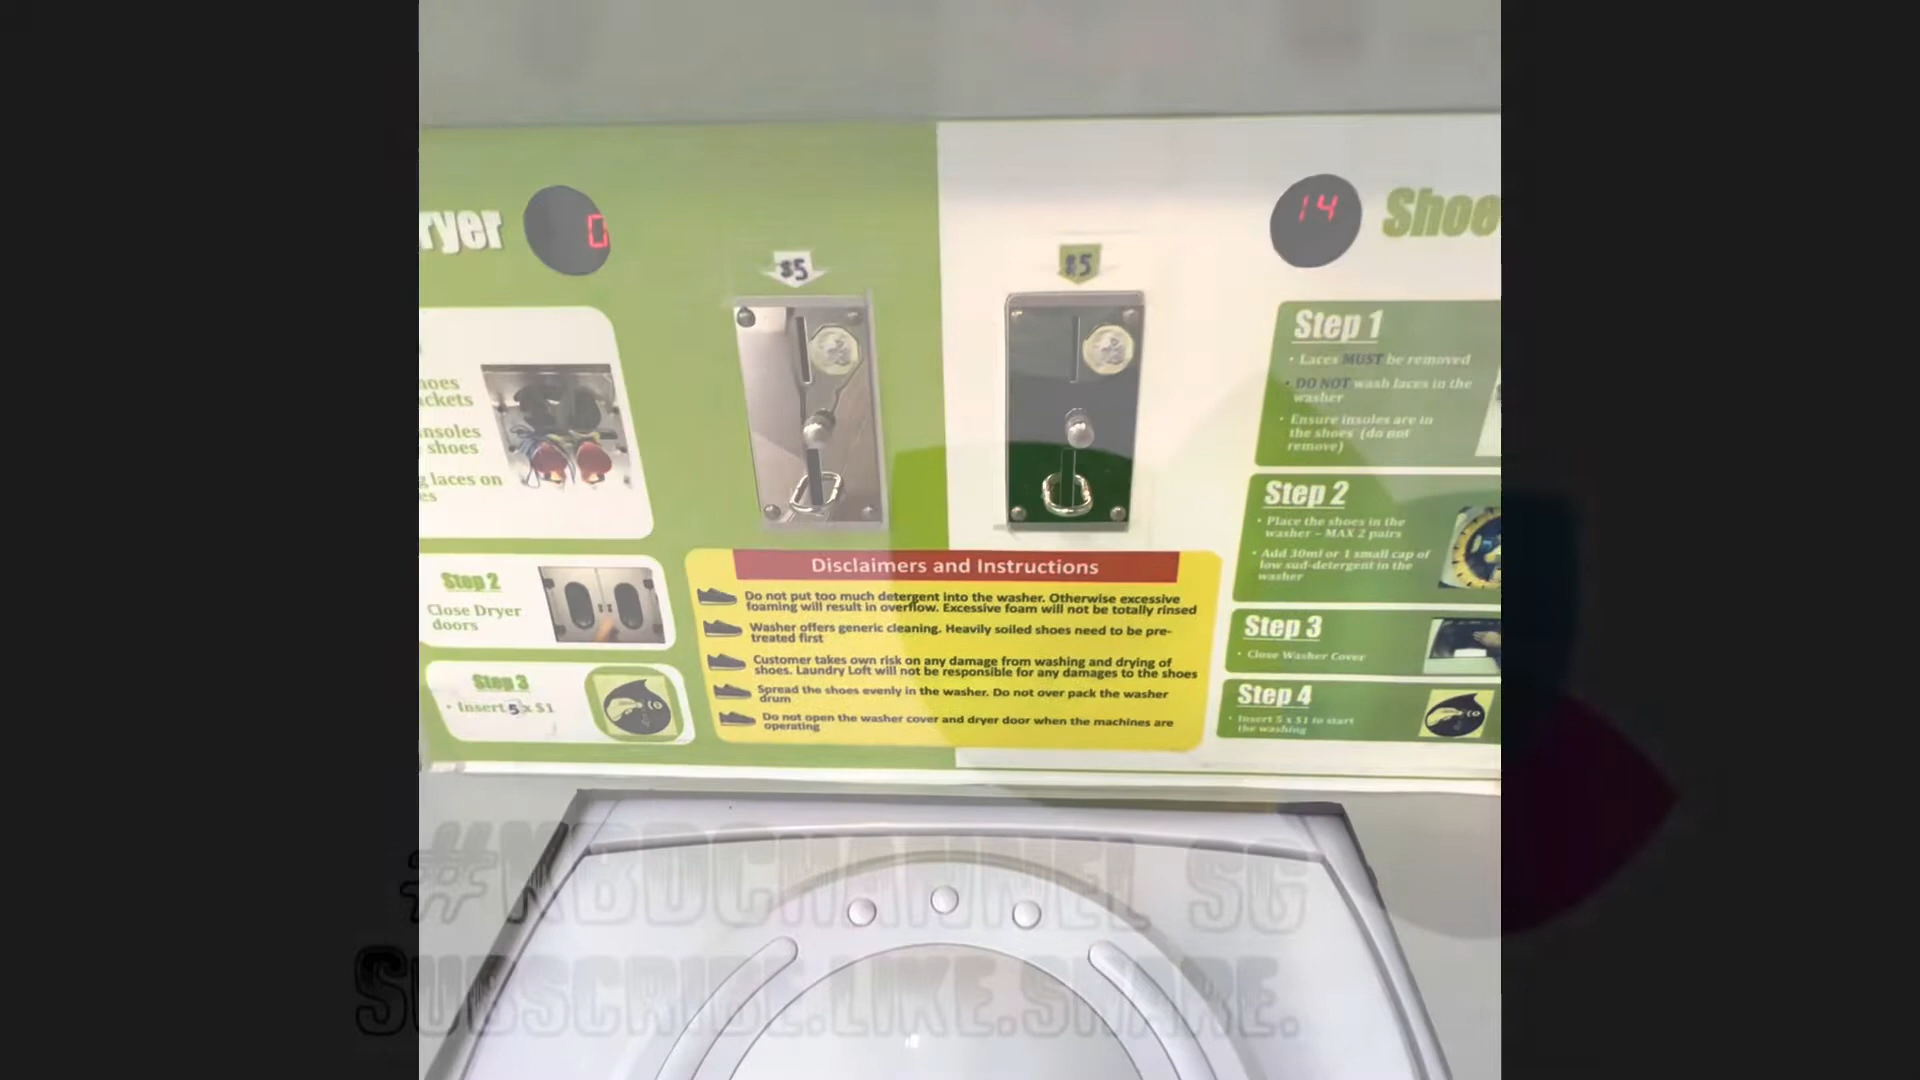 ryer
0
$5
$5
14
Shoe
hoes
ckets
nsoles
shoes
g laces on
es
Step 2
Close Dryer
doors
Step 3
• Insert 5 x $1
Disclaimers and Instructions
Do not put too much detergent into the washer. Otherwise excessive
foaming will result in overflow. Excessive foam will not be totally rinsed
Washer offers generic cleaning. Heavily soiled shoes need to be pre-
treated first
Customer takes own risk on any damage from washing and drying of
shoes. Laundry Loft will not be responsible for any damages to the shoes
Spread the shoes evenly in the washer. Do not over pack the washer
drum
Do not open the washer cover and dryer door when the machines are
operating
Step 1
• Laces MUST be removed
• DO NOT wash laces in the
washer
• Ensure insoles are in
the shoes (do not
remove)
Step 2
• Place the shoes in the
washer – MAX 2 pairs
• Add 30ml or 1 small cap of
low sud-detergent in the
washer
Step 3
• Close Washer Cover
Step 4
• Insert 5 x $1 to start
the washing
#KBDCHANNEL SG
SUBSCRIBE.LIKE.SHARE.